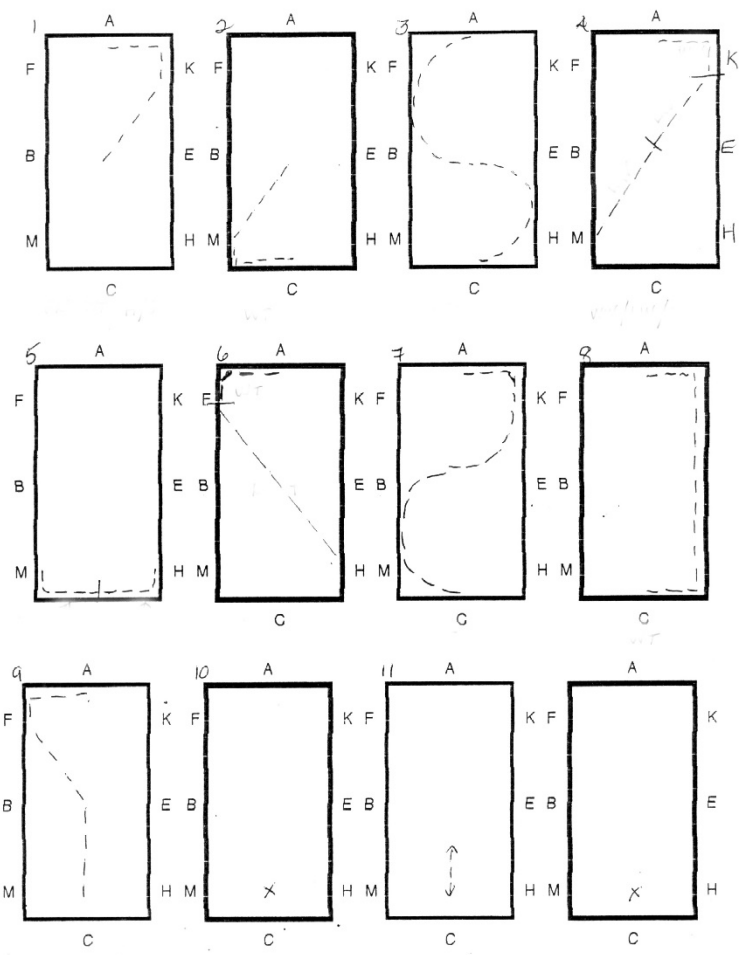 1 A 2 A 3 A 4 A
F K F K F K F K
B E B E B E B E
M H M H M H M H
C C C C
5 A 6 A 7 A 8 A
F K F K F K F
B E B E B E B
M H M H M H M
C C C
9 A 10 A 11 A A
F K F K F K F K
B E B E B E B E
M H M X H M H M X H
C C C C